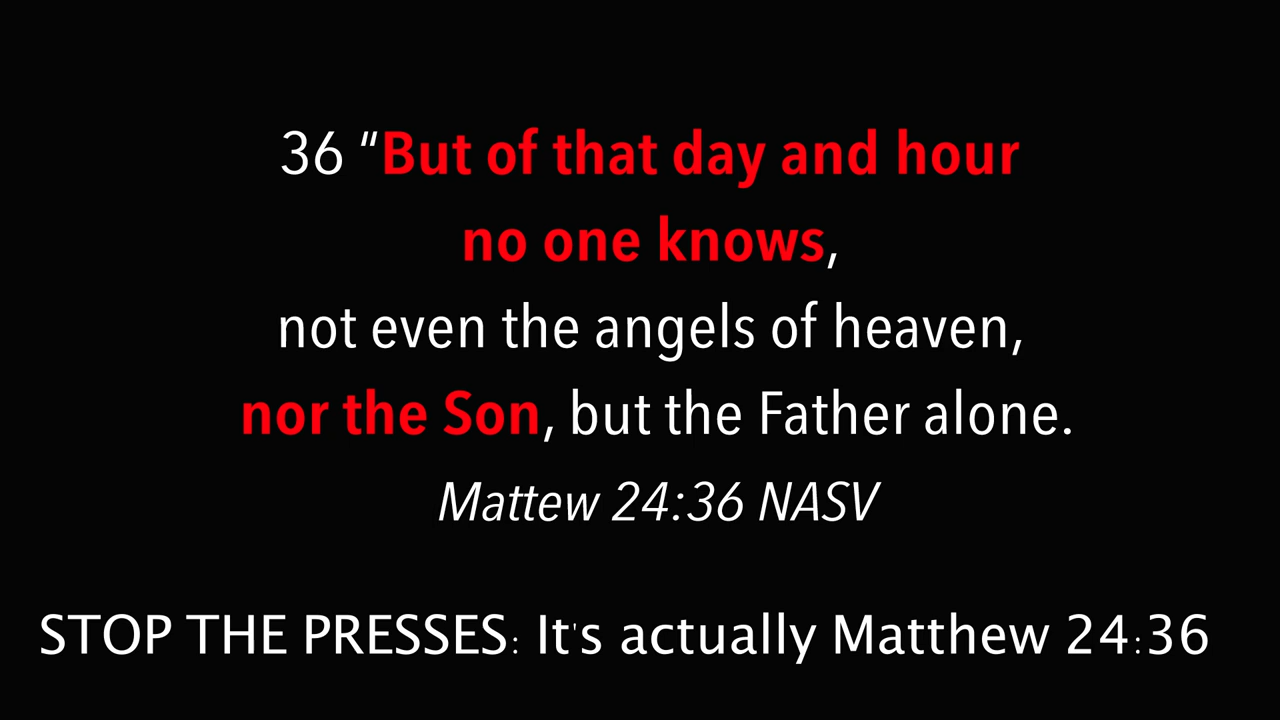 36 “But of that day and hour
no one knows,
not even the angels of heaven,
nor the Son, but the Father alone.
Mattew 24:36 NASV
STOP THE PRESSES: It's actually Matthew 24:36